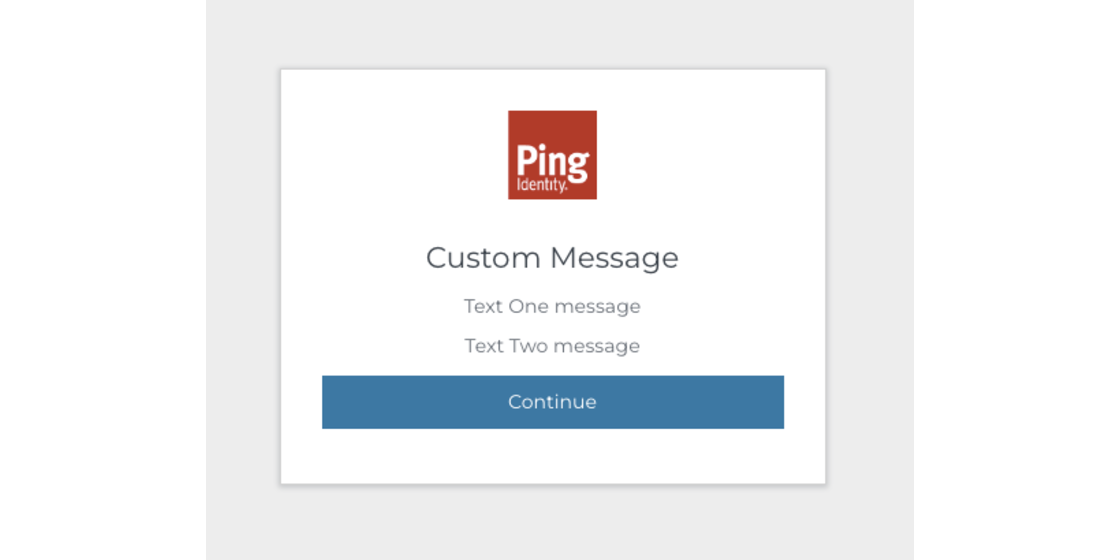 Ping
Identity.
Custom Message
Text One message
Text Two message
Continue